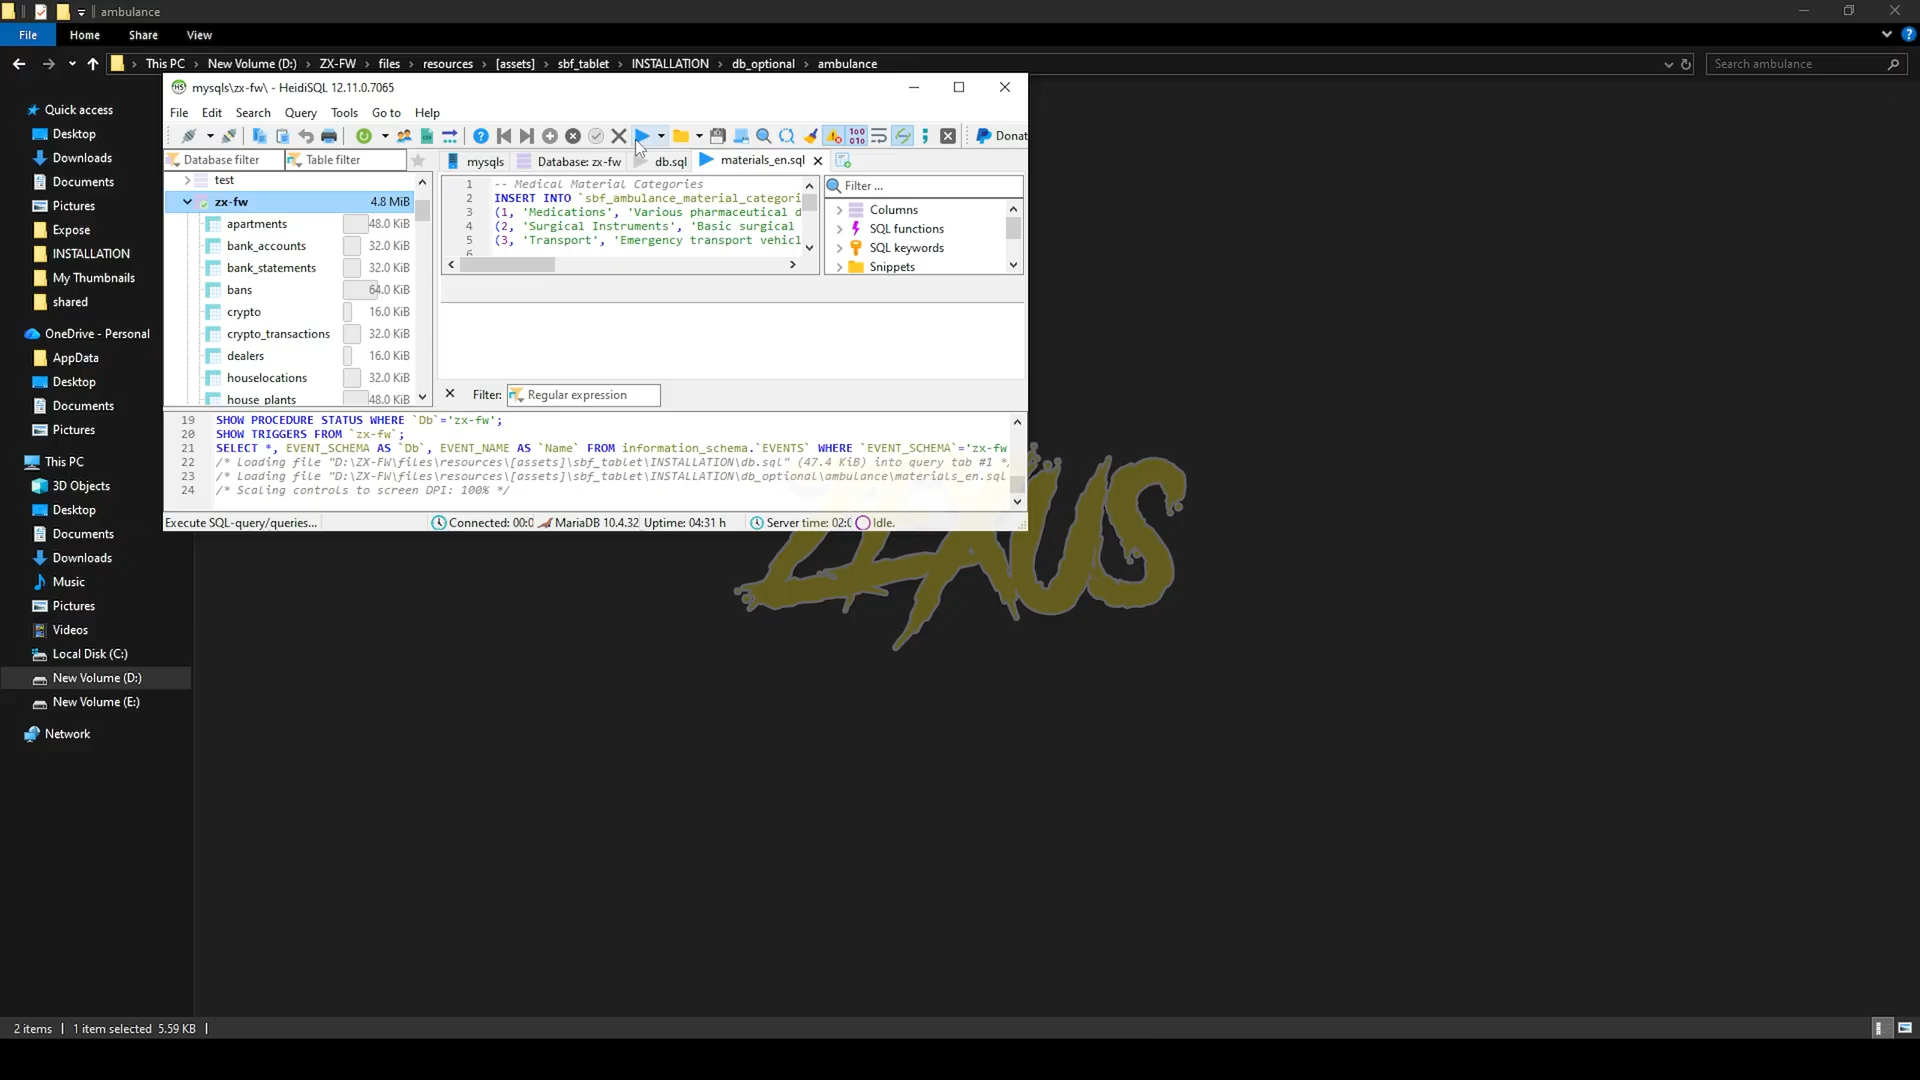 ambulance
File Home Share View
This PC New Volume (D:) ZX-FW files resources [assets] sbf_tablet INSTALLATION db_optional ambulance
Search ambulance
Quick access
Desktop
Downloads
Documents
Pictures
Expose
INSTALLATION
My Thumbnails
shared
OneDrive - Personal
AppData
Desktop
Documents
Pictures
This PC
3D Objects
Desktop
Documents
Downloads
Music
Pictures
Videos
Local Disk (C:)
New Volume (D:)
New Volume (E:)
Network
2 items 1 item selected 5.59 KB
mysqls\zx-fw\ - HeidiSQL 12.11.0.7065
File Edit Search Query Tools Go to Help
Donat
Database filter Table filter
mysqls Database: zx-fw db.sql materials_en.sql
test
zx-fw 4.8 MiB
apartments 48.0 KiB
bank_accounts 32.0 KiB
bank_statements 32.0 KiB
bans 64.0 KiB
crypto 16.0 KiB
crypto_transactions 32.0 KiB
dealers 16.0 KiB
houselocations 32.0 KiB
house_plants 48.0 KiB
1 -- Medical Material Categories
2 INSERT INTO `sbf_ambulance_material_categori
3 (1, 'Medications', 'Various pharmaceutical d
4 (2, 'Surgical Instruments', 'Basic surgical
5 (3, 'Transport', 'Emergency transport vehicl
6
Filter ...
Columns
SQL functions
SQL keywords
Snippets
Filter: Regular expression
19 SHOW PROCEDURE STATUS WHERE `Db`='zx-fw';
20 SHOW TRIGGERS FROM `zx-fw`;
21 SELECT *, EVENT_SCHEMA AS `Db`, EVENT_NAME AS `Name` FROM information_schema.`EVENTS` WHERE `EVENT_SCHEMA`='zx-fw
22 /* Loading file "D:\ZX-FW\files\resources\[assets]\sbf_tablet\INSTALLATION\db.sql" (47.4 KiB) into query tab #1 *
23 /* Loading file "D:\ZX-FW\files\resources\[assets]\sbf_tablet\INSTALLATION\db_optional\ambulance\materials_en.sql
24 /* Scaling controls to screen DPI: 100% */
Execute SQL-query/queries... Connected: 00:0 MariaDB 10.4.32 Uptime: 04:31 h Server time: 02:0 Idle.